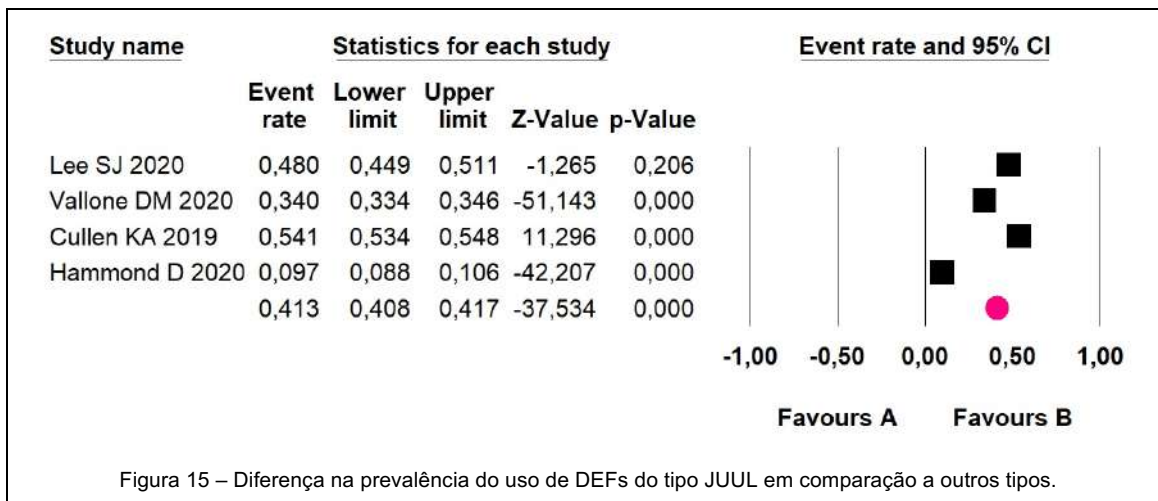 Study name Statistics for each study Event rate and 95% CI
Event Lower Upper
rate limit limit Z-Value p-Value
Lee SJ 2020 0,480 0,449 0,511 -1,265 0,206
Vallone DM 2020 0,340 0,334 0,346 -51,143 0,000
Cullen KA 2019 0,541 0,534 0,548 11,296 0,000
Hammond D 2020 0,097 0,088 0,106 -42,207 0,000
0,413 0,408 0,417 -37,534 0,000
-1,00 -0,50 0,00 0,50 1,00
Favours A Favours B
Figura 15 – Diferença na prevalência do uso de DEFs do tipo JUUL em comparação a outros tipos.